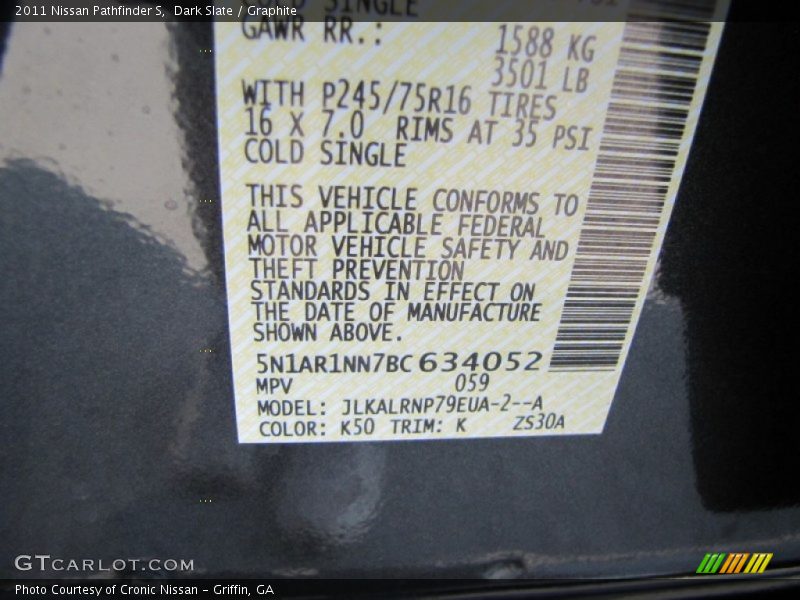 2011 Nissan Pathfinder S, Dark Slate / Graphite
SINGLE
GAWR RR.:
1588 KG
3501 LB
WITH P245/75R16 TIRES
16 X 7.0 RIMS AT 35 PSI
COLD SINGLE
THIS VEHICLE CONFORMS TO
ALL APPLICABLE FEDERAL
MOTOR VEHICLE SAFETY AND
THEFT PREVENTION
STANDARDS IN EFFECT ON
THE DATE OF MANUFACTURE
SHOWN ABOVE.
5N1AR1NN7BC634052
MPV 059
MODEL: JLKALRNP79EUA-2--A
COLOR: K50 TRIM: K ZS30A
GTCARLOT.COM
Photo Courtesy of Cronic Nissan - Griffin, GA